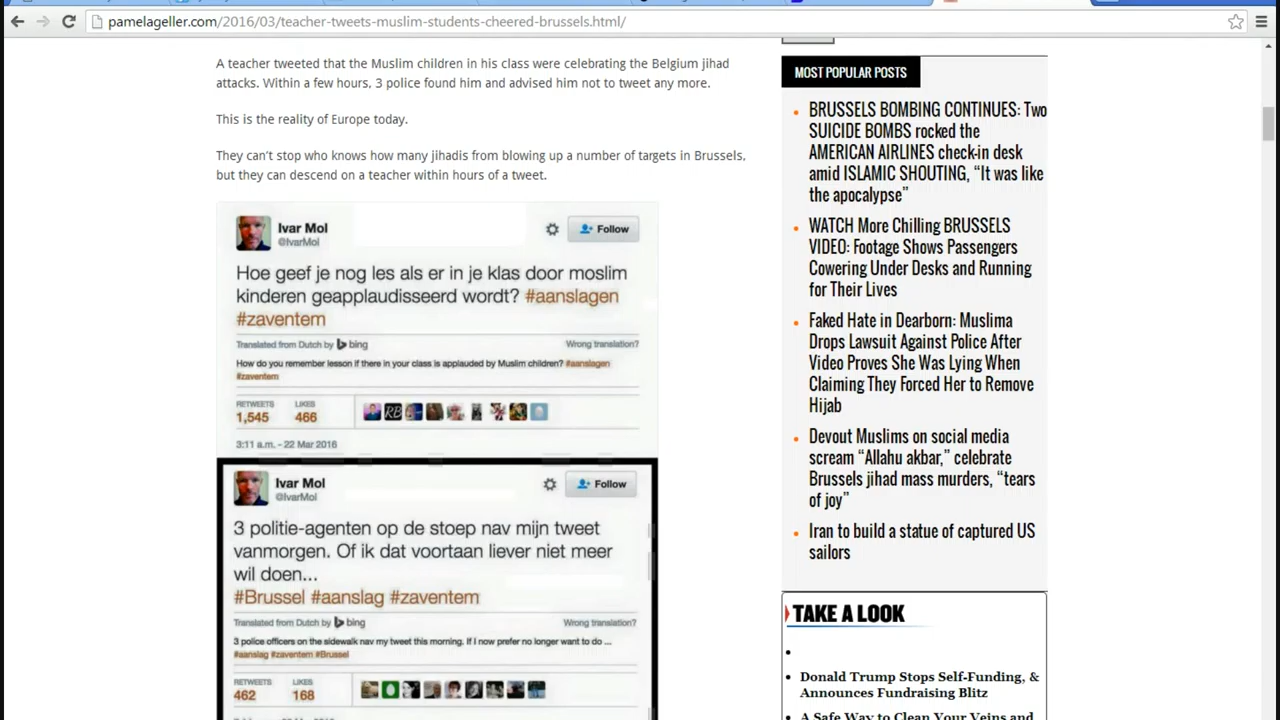 pamelageller.com/2016/03/teacher-tweets-muslim-students-cheered-brussels.html/
A teacher tweeted that the Muslim children in his class were celebrating the Belgium jihad
attacks. Within a few hours, 3 police found him and advised him not to tweet any more.
This is the reality of Europe today.
They can't stop who knows how many jihadis from blowing up a number of targets in Brussels,
but they can descend on a teacher within hours of a tweet.
Ivar Mol
@IvarMol
Follow
Hoe geef je nog les als er in je klas door moslim
kinderen geapplaudisseerd wordt? #aanslagen
#zaventem
Translated from Dutch by bing
Wrong translation?
How do you remember lesson if there in your class is applauded by Muslim children? #aanslagen
#zaventem
RETWEETS LIKES
1,545 466
3:11 a.m. - 22 Mar 2016
Ivar Mol
@IvarMol
Follow
3 politie-agenten op de stoep nav mijn tweet
vanmorgen. Of ik dat voortaan liever niet meer
wil doen...
#Brussel #aanslag #zaventem
Translated from Dutch by bing
Wrong translation?
3 police officers on the sidewalk nav my tweet this morning. If I now prefer no longer want to do ...
#aanslag #zaventem #Brussel
RETWEETS LIKES
462 168
MOST POPULAR POSTS
BRUSSELS BOMBING CONTINUES: Two
SUICIDE BOMBS rocked the
AMERICAN AIRLINES check-in desk
amid ISLAMIC SHOUTING, “It was like
the apocalypse”
WATCH More Chilling BRUSSELS
VIDEO: Footage Shows Passengers
Cowering Under Desks and Running
for Their Lives
Faked Hate in Dearborn: Muslima
Drops Lawsuit Against Police After
Video Proves She Was Lying When
Claiming They Forced Her to Remove
Hijab
Devout Muslims on social media
scream “Allahu akbar,” celebrate
Brussels jihad mass murders, “tears
of joy”
Iran to build a statue of captured US
sailors
TAKE A LOOK
Donald Trump Stops Self-Funding, &
Announces Fundraising Blitz
A Safe Way to Clean Your Veins and